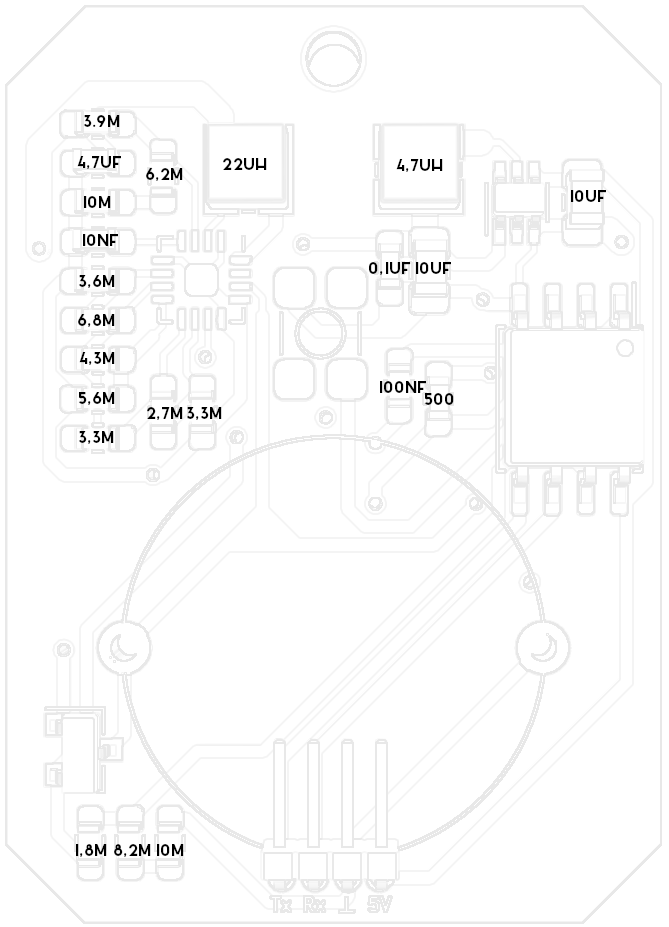 3.9M
4,7UF
6,2M
22UH
4,7UH
10M
10UF
10NF
0,1UF 10UF
3,6M
6,8M
4,3M
100NF
5,6M
500
2,7M 3,3M
3,3M
1,8M 8,2M 10M
Tx Rx ⊥ 5V